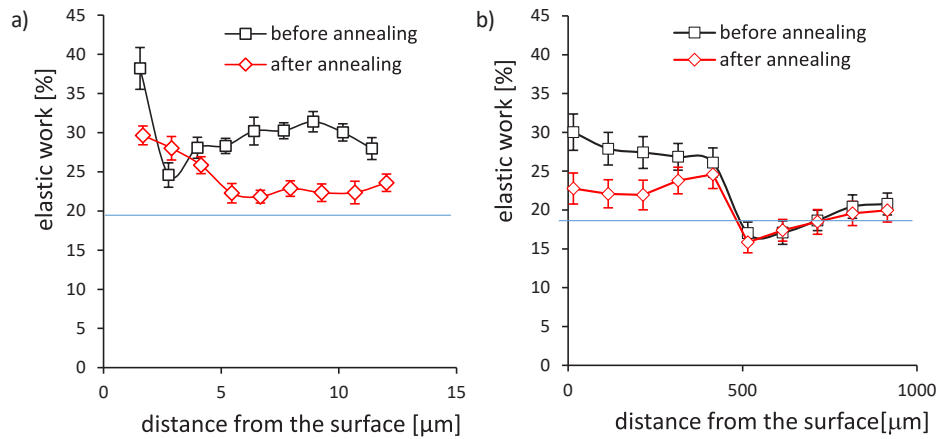 a)
before annealing
after annealing
elastic work [%]
45
40
35
30
25
20
15
10
5
0
0 5 10 15
distance from the surface [μm]
b)
before annealing
after annealing
elastic work [%]
45
40
35
30
25
20
15
10
5
0
0 500 1000
distance from the surface[μm]